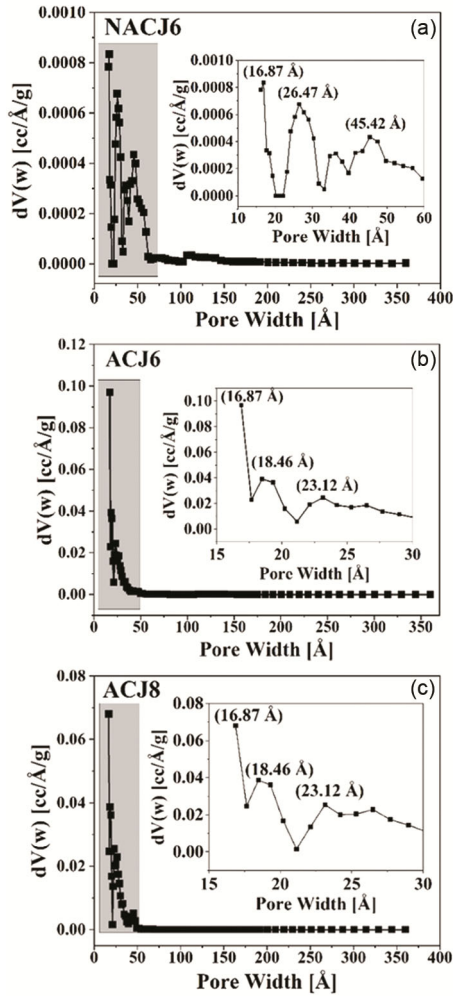 NACJ6
(a)
dV(w) [cc/Å/g]
0.0010
0.0008
0.0006
0.0004
0.0002
0.0000
0 50 100 150 200 250 300 350 400
Pore Width [Å]
dV(w) [cc/Å/g]
0.0010
0.0008
0.0006
0.0004
0.0002
0.0000
(16.87 Å)
(26.47 Å)
(45.42 Å)
10 20 30 40 50 60
Pore Width [Å]
ACJ6
(b)
dV(w) [cc/Å/g]
0.12
0.10
0.08
0.06
0.04
0.02
0.00
0 50 100 150 200 250 300 350
Pore Width [Å]
dV(w) [cc/Å/g]
0.10
0.08
0.06
0.04
0.02
0.00
(16.87 Å)
(18.46 Å)
(23.12 Å)
15 20 25 30
Pore Width [Å]
ACJ8
(c)
dV(w) [cc/Å/g]
0.08
0.06
0.04
0.02
0.00
0 50 100 150 200 250 300 350 400
Pore Width [Å]
dV(w) [cc/Å/g]
0.08
0.06
0.04
0.02
0.00
(16.87 Å)
(18.46 Å)
(23.12 Å)
15 20 25 30
Pore Width [Å]